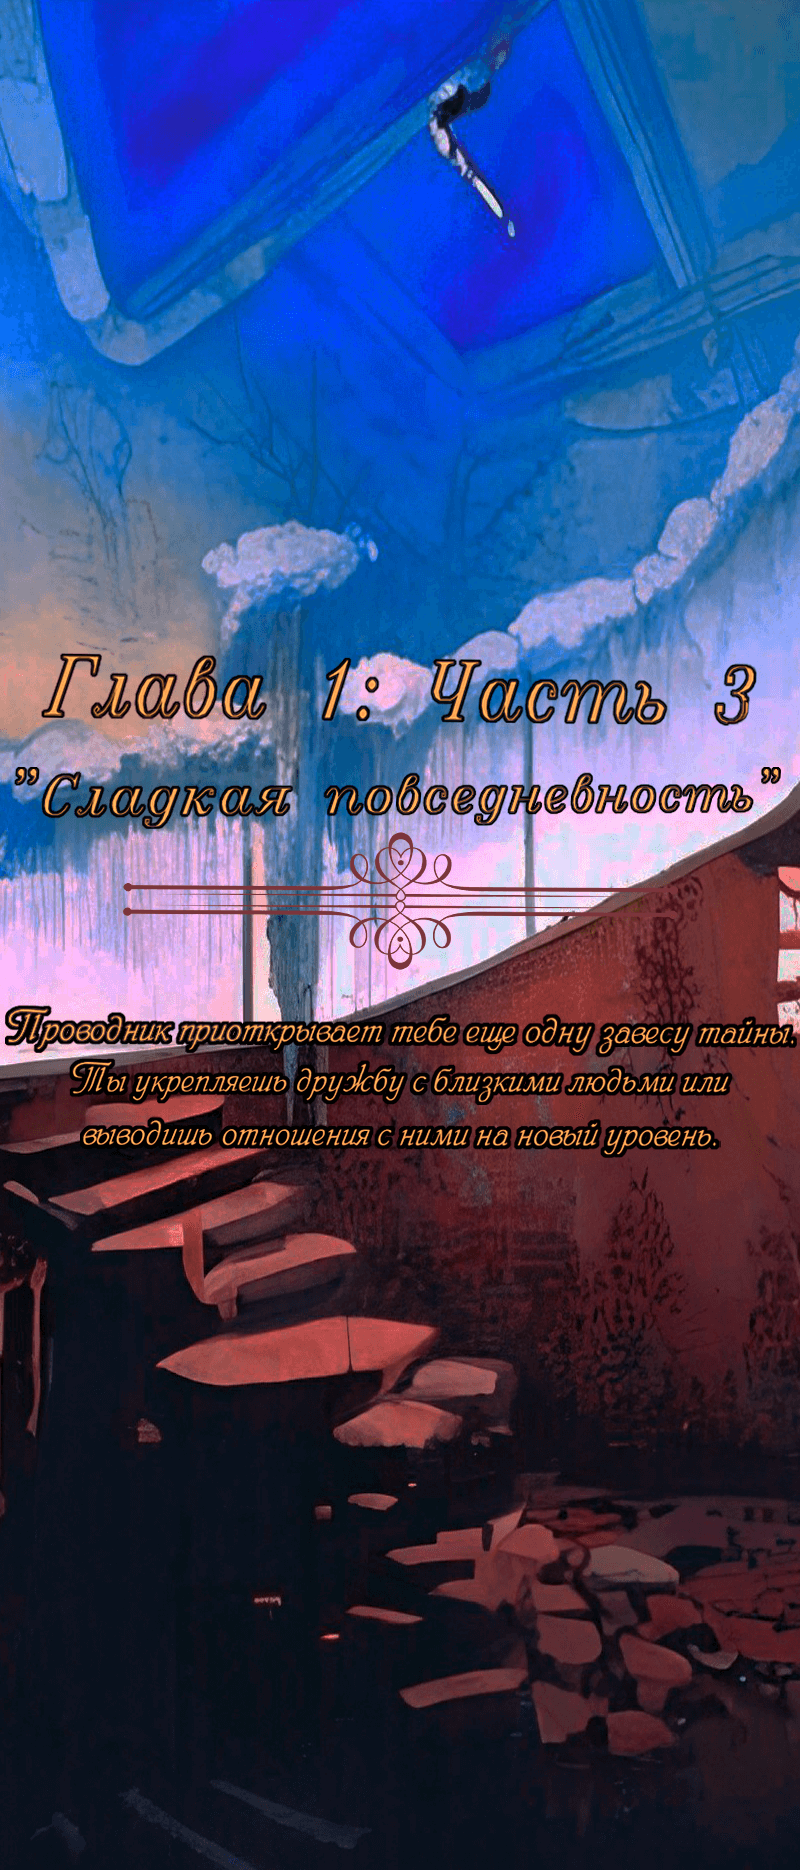 Глава 1: Часть 3
”Сладкая повседневность”
Проводник приоткрывает тебе еще одну завесу тайны.
Ты укрепляешь дружбу с близкими людьми или
выводишь отношения с ними на новый уровень.